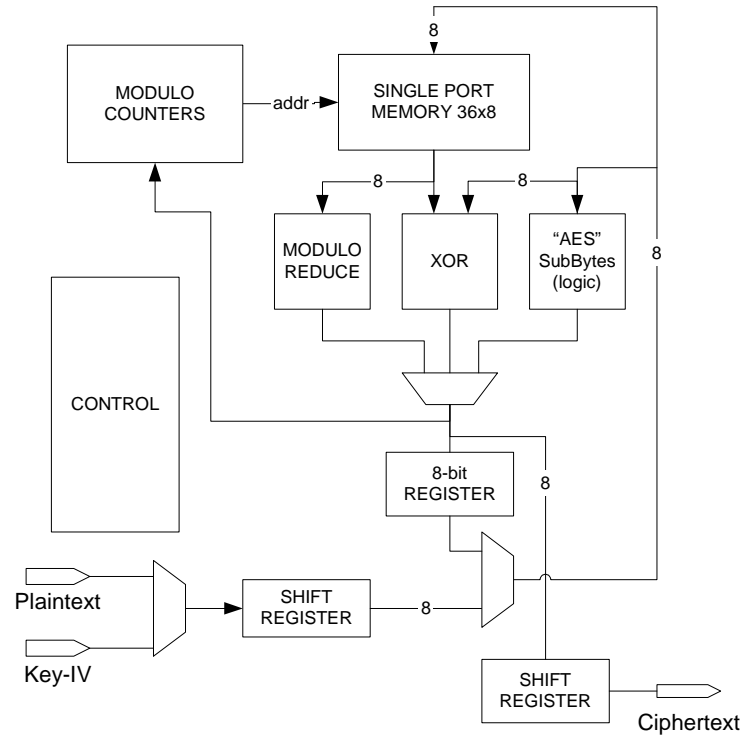 8
MODULO
COUNTERS
addr
SINGLE PORT
MEMORY 36x8
8
8
MODULO
REDUCE
XOR
“AES”
SubBytes
(logic)
8
CONTROL
8-bit
REGISTER
8
Plaintext
SHIFT
REGISTER
8
Key-IV
SHIFT
REGISTER
Ciphertext